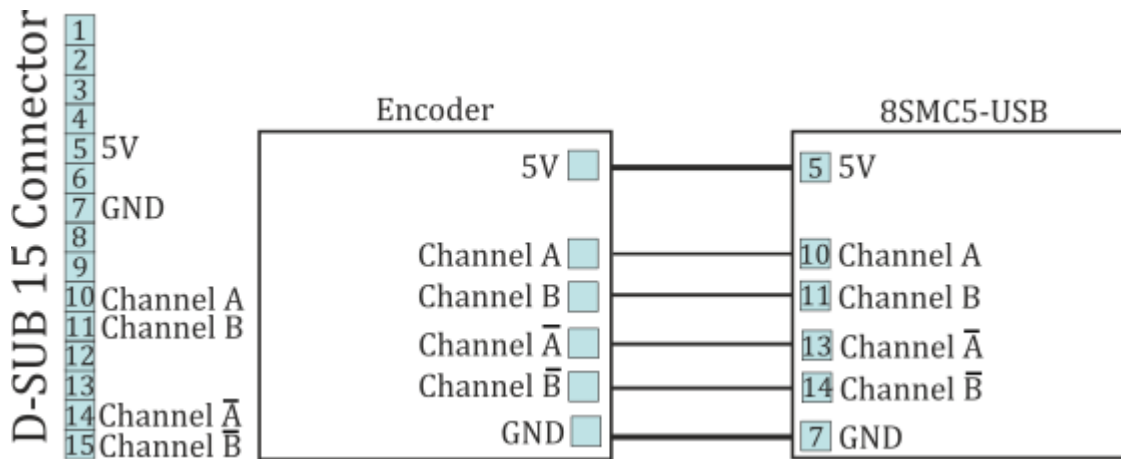 D-SUB 15 Connector
1
2
3
4
5 5V
6
7 GND
8
9
10 Channel A
11 Channel B
12
13
14 Channel A̅
15 Channel B̅
Encoder
5V
Channel A
Channel B
Channel A̅
Channel B̅
GND
8SMC5-USB
5 5V
10 Channel A
11 Channel B
13 Channel A̅
14 Channel B̅
7 GND